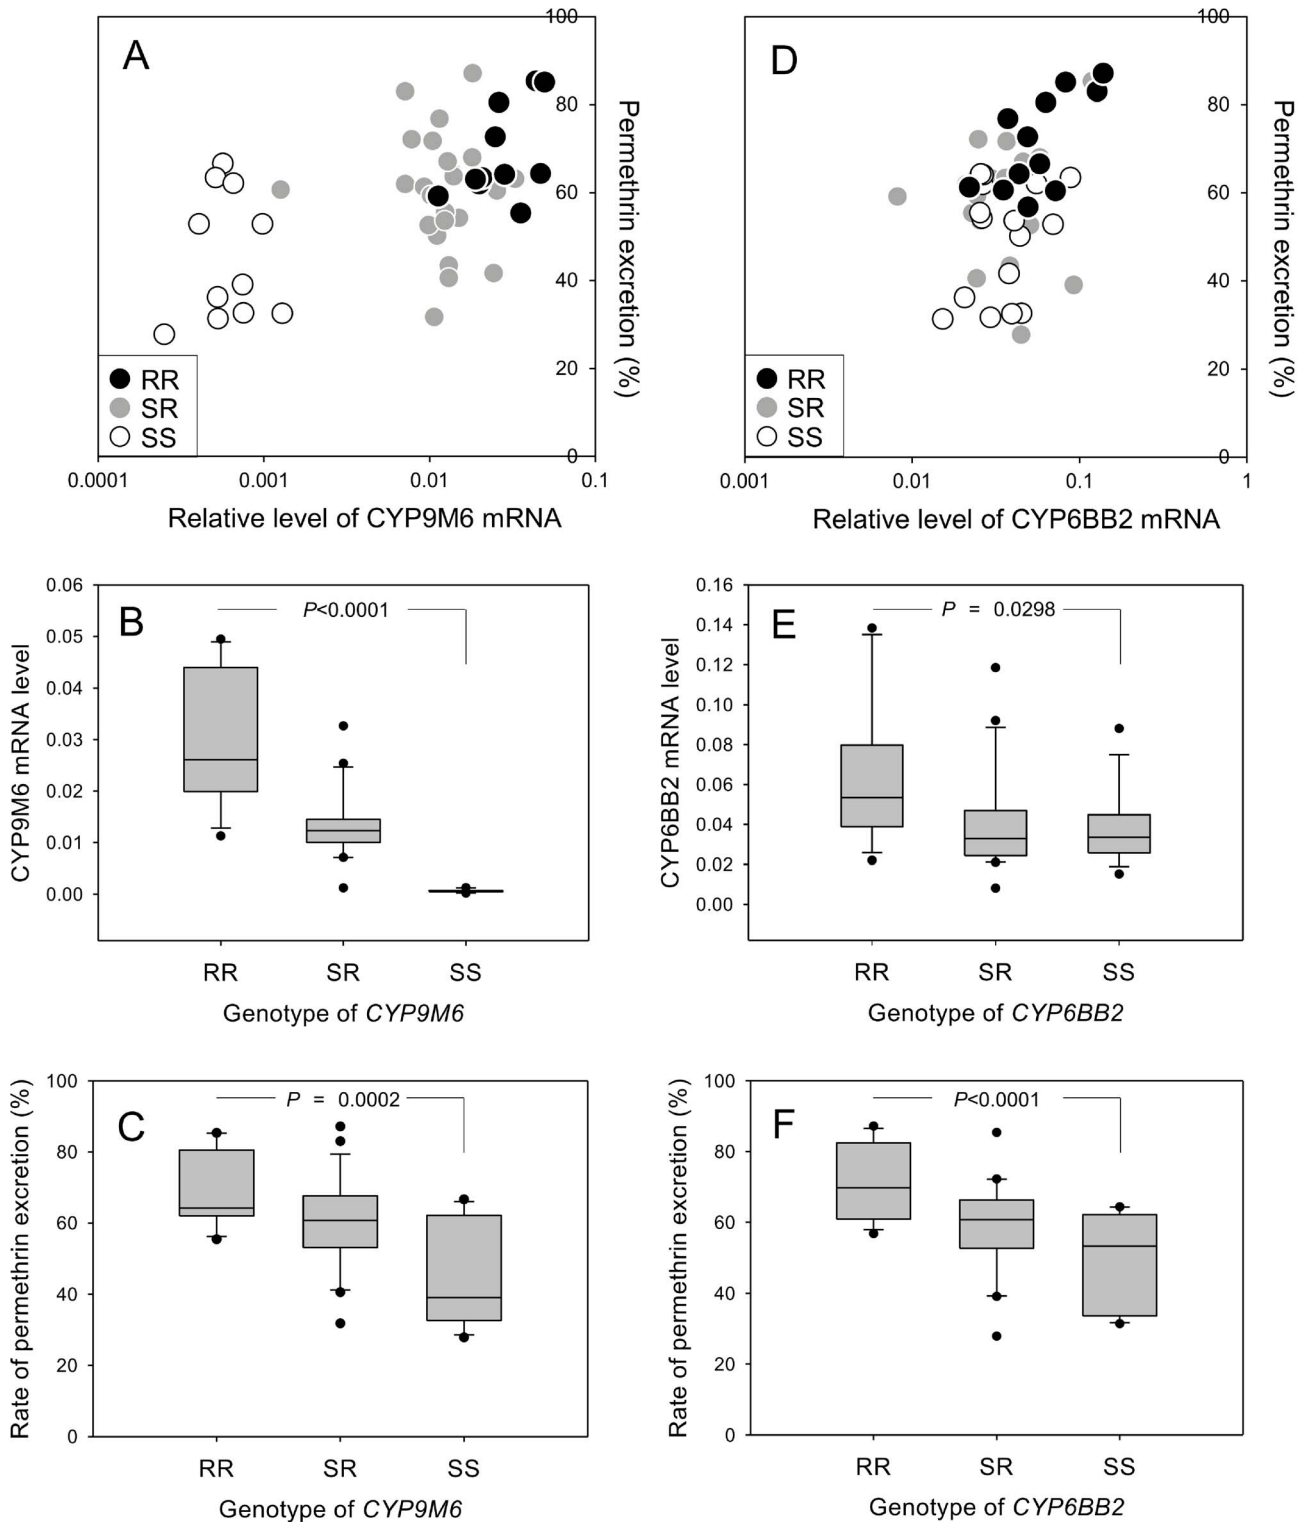 A
100
80
60
40
20
0
Permethrin excretion (%)
RR
SR
SS
0.0001
0.001
0.01
0.1
Relative level of CYP9M6 mRNA
D
100
80
60
40
20
0
Permethrin excretion (%)
RR
SR
SS
0.001
0.01
0.1
1
Relative level of CYP6BB2 mRNA
B
P<0.0001
0.06
0.05
0.04
0.03
0.02
0.01
0.00
CYP9M6 mRNA level
RR SR SS
Genotype of CYP9M6
E
P = 0.0298
0.16
0.14
0.12
0.10
0.08
0.06
0.04
0.02
0.00
CYP6BB2 mRNA level
RR SR SS
Genotype of CYP6BB2
C
P = 0.0002
100
80
60
40
20
0
Rate of permethrin excretion (%)
RR SR SS
Genotype of CYP9M6
F
P<0.0001
100
80
60
40
20
0
Rate of permethrin excretion (%)
RR SR SS
Genotype of CYP6BB2